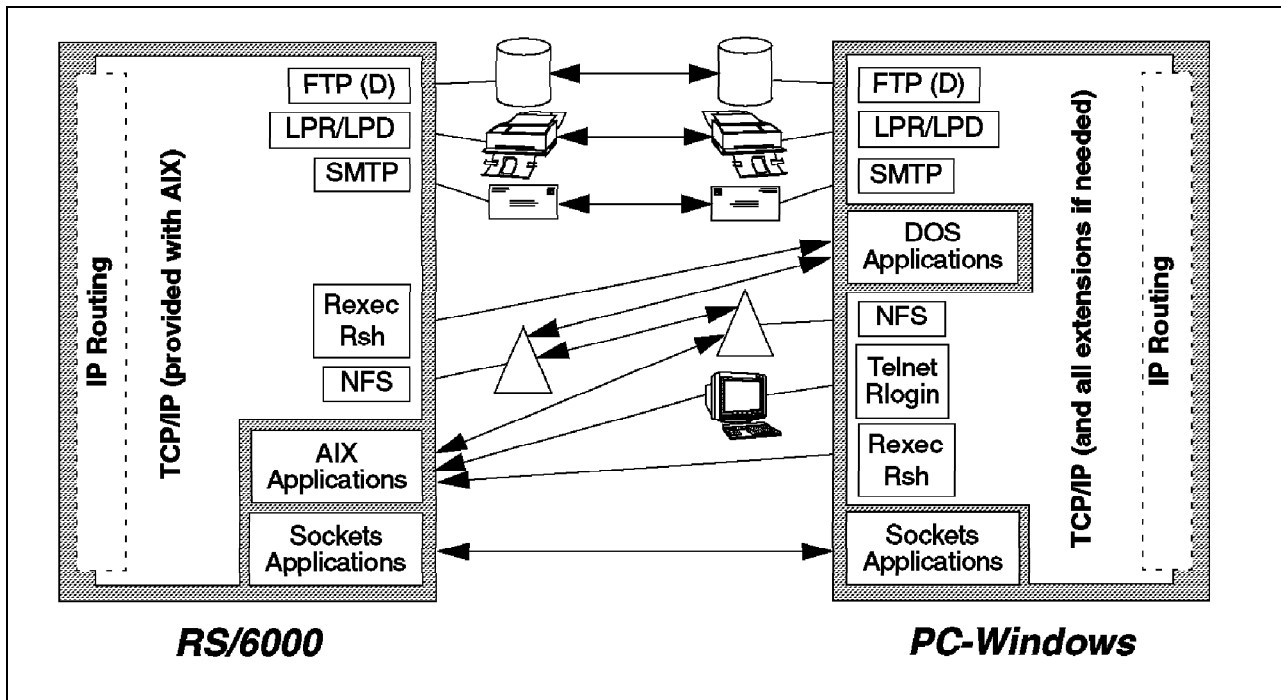 IP Routing
TCP/IP (provided with AIX)
FTP (D)
LPR/LPD
SMTP
Rexec
Rsh
NFS
AIX
Applications
Sockets
Applications
RS/6000
FTP (D)
LPR/LPD
SMTP
DOS
Applications
NFS
Telnet
Rlogin
Rexec
Rsh
Sockets
Applications
TCP/IP (and all extensions if needed)
IP Routing
PC-Windows